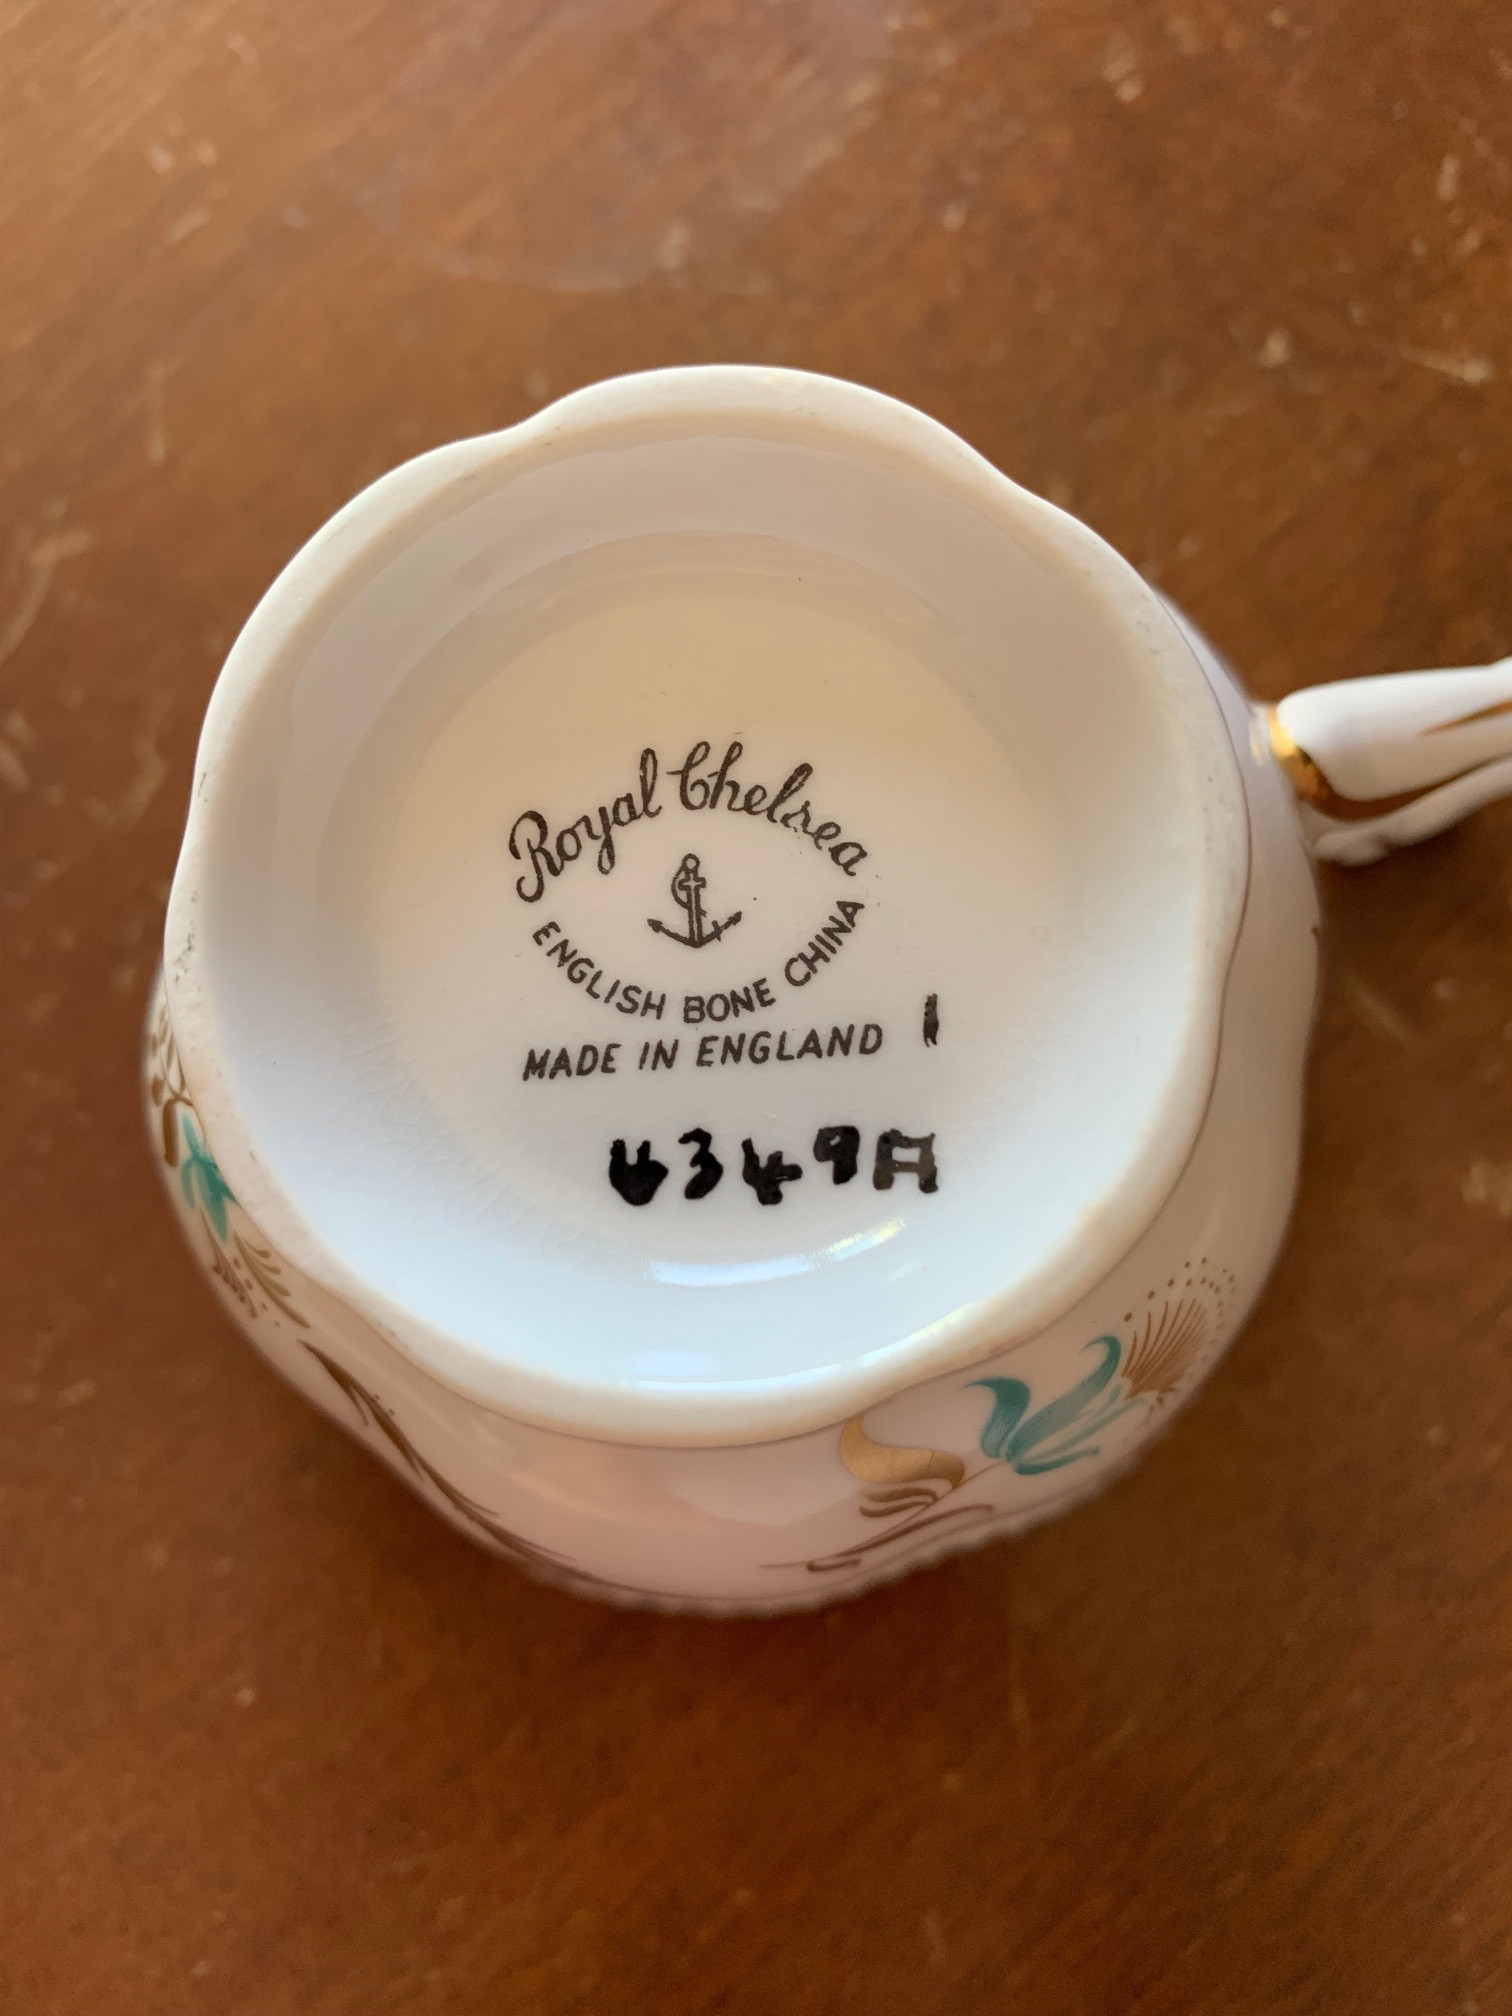 Royal Chelsea
ENGLISH BONE CHINA
MADE IN ENGLAND 1
4349A